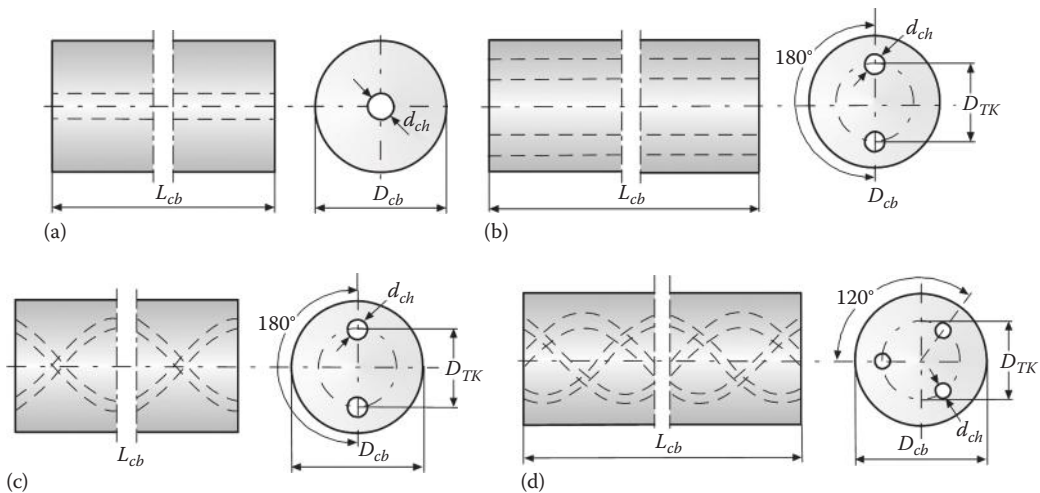 d_ch
L_cb
D_cb
(a)
180°
d_ch
D_TK
L_cb
D_cb
(b)
180°
d_ch
D_TK
L_cb
D_cb
(c)
120°
D_TK
d_ch
L_cb
D_cb
(d)